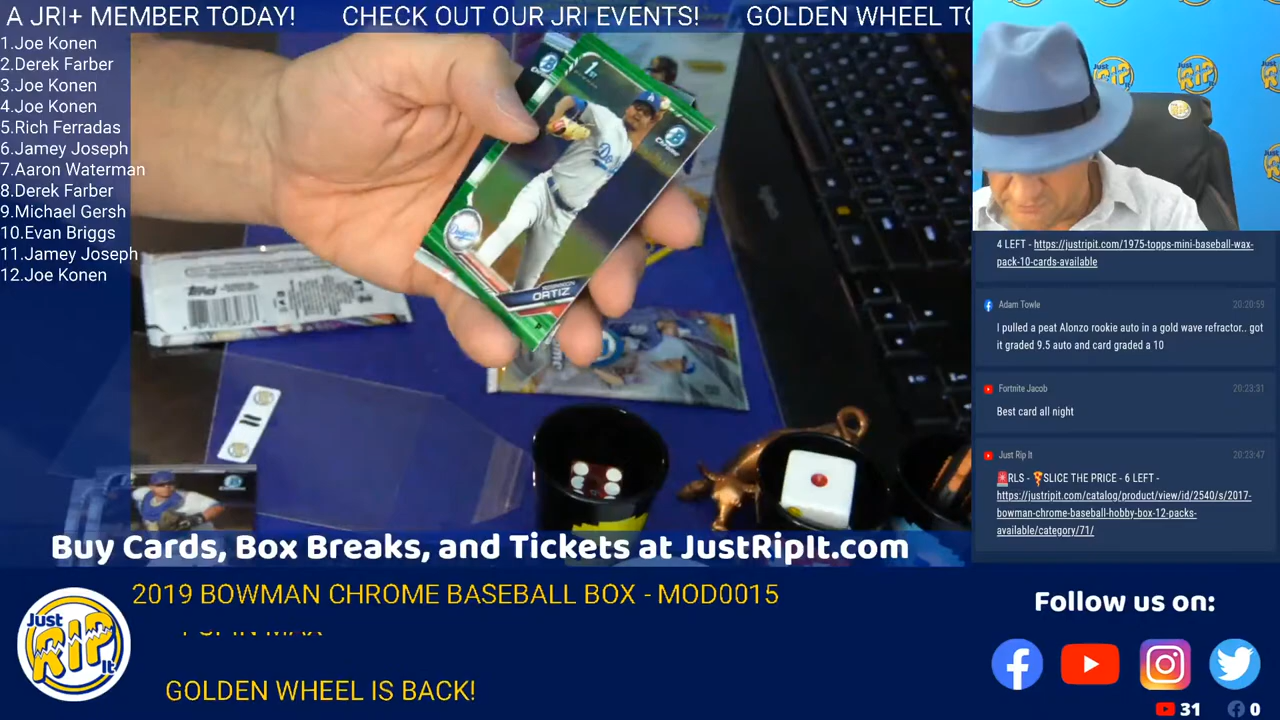 A JRI+ MEMBER TODAY! CHECK OUT OUR JRI EVENTS! GOLDEN WHEEL TO
1.Joe Konen
2.Derek Farber
3.Joe Konen
4.Joe Konen
5.Rich Ferradas
6.Jamey Joseph
7.Aaron Waterman
8.Derek Farber
9.Michael Gersh
10.Evan Briggs
11.Jamey Joseph
12.Joe Konen
1ST
Chrome
Chrome
Dodgers
ORTIZ
topps
Just Rip It
4 LEFT - https://justripit.com/1975-topps-mini-baseball-wax-
pack-10-cards-available
Adam Towle 20:20:59
I pulled a peat Alonzo rookie auto in a gold wave refractor.. got
it graded 9.5 auto and card graded a 10
Fortnite Jacob 20:23:31
Best card all night
Just Rip It 20:23:47
RLS - SLICE THE PRICE - 6 LEFT -
https://justripit.com/catalog/product/view/id/2540/s/2017-
bowman-chrome-baseball-hobby-box-12-packs-
available/category/71/
Buy Cards, Box Breaks, and Tickets at JustRipIt.com
Just
RIP
It
2019 BOWMAN CHROME BASEBALL BOX - MOD0015
GOLDEN WHEEL IS BACK!
Follow us on:
31 0